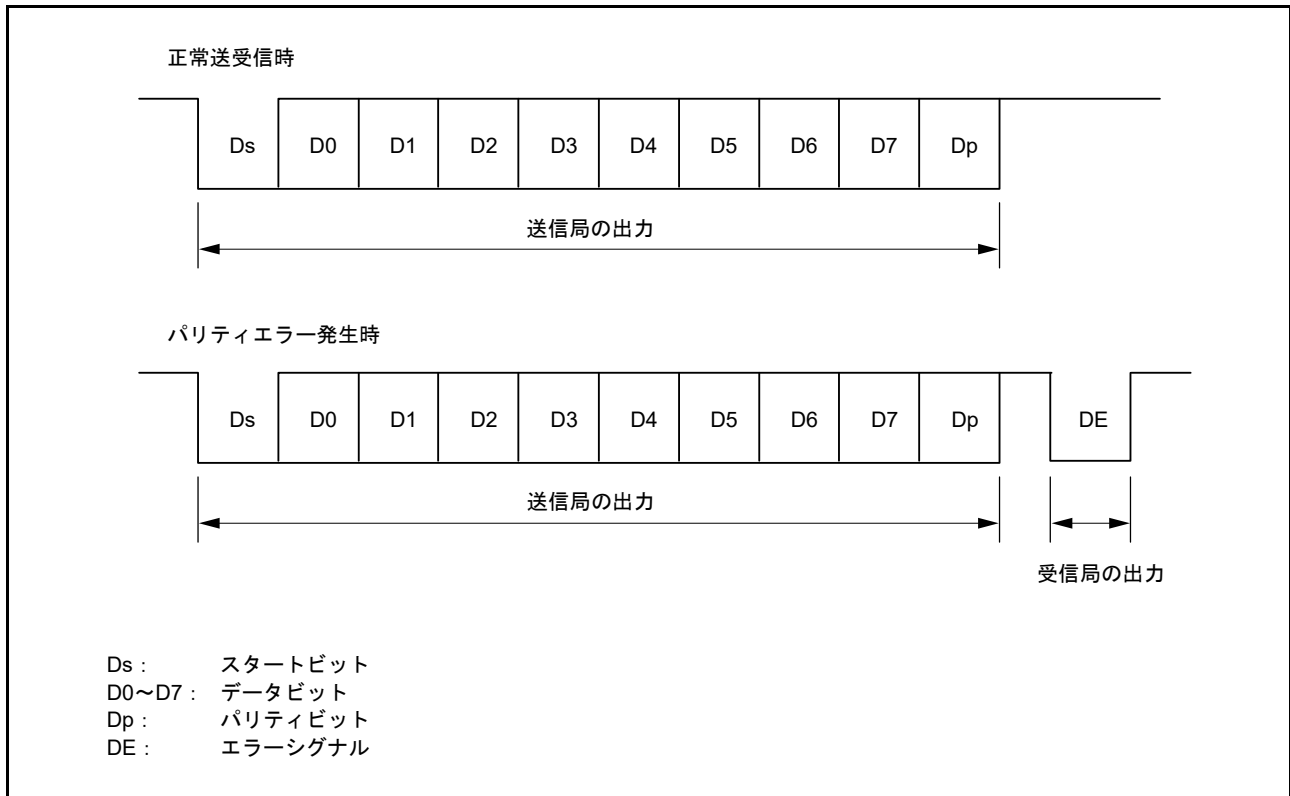 正常送受信時
Ds D0 D1 D2 D3 D4 D5 D6 D7 Dp
送信局の出力
パリティエラー発生時
Ds D0 D1 D2 D3 D4 D5 D6 D7 Dp DE
送信局の出力
受信局の出力
Ds : スタートビット
D0~D7 : データビット
Dp : パリティビット
DE : エラーシグナル